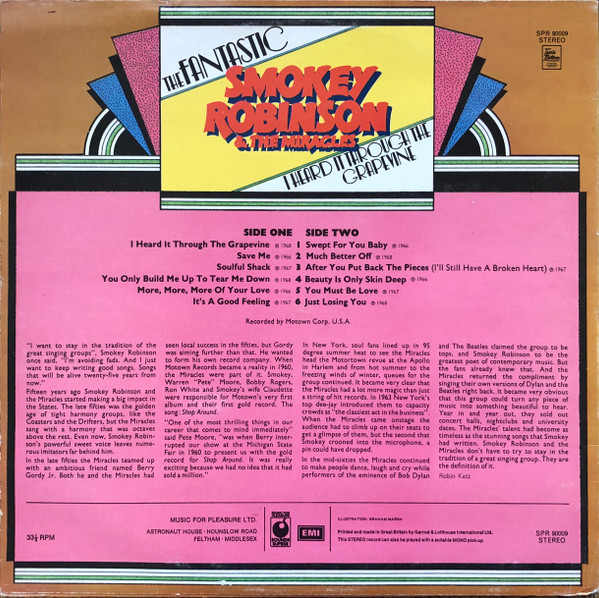 THE FANTASTIC
SMOKEY
ROBINSON
& THE MIRACLES
I HEARD IT THROUGH THE
GRAPEVINE
SPR 90009
STEREO
SIDE ONE
I Heard It Through The Grapevine ℗ 1968 1
Save Me ℗ 1966 2
Soulful Shack ℗ 1967 3
You Only Build Me Up To Tear Me Down ℗ 1968 4
More, More, More Of Your Love ℗ 1966 5
It's A Good Feeling ℗ 1967 6
SIDE TWO
Swept For You Baby ℗ 1966
Much Better Off ℗ 1968
After You Put Back The Pieces (I'll Still Have A Broken Heart) ℗ 1967
Beauty Is Only Skin Deep ℗ 1966
You Must Be Love ℗ 1967
Just Losing You ℗ 1968
Recorded by Motown Corp. U.S.A.
"I want to stay in the tradition of the
great singing groups", Smokey Robinson
once said, "I'm avoiding fads. And I just
want to keep writing good songs. Songs
that will be alive twenty-five years from
now."
Fifteen years ago Smokey Robinson and
the Miracles started making a big impact in
the States. The late fifties was the golden
age of tight harmony groups, like the
Coasters and the Drifters, but the Miracles
sang with a harmony that was octaves
above the rest. Even now, Smokey Robin-
son's powerful sweet voice leaves nume-
rous imitators far behind him.
In the late fifties the Miracles teamed up
with an ambitious friend named Berry
Gordy Jr. Both he and the Miracles had
seen local success in the fifties, but Gordy
was aiming further than that. He wanted
to form his own record company. When
Motown Records became a reality in 1960,
the Miracles were part of it. Smokey,
Warren "Pete" Moore, Bobby Rogers,
Ron White and Smokey's wife Claudette
were responsible for Motown's very first
album and their first gold record. The
song: Shop Around.
"One of the most thrilling things in our
career that comes to mind immediately"
said Pete Moore, "was when Berry inter-
rupted our show at the Michigan State
Fair in 1960 to present us with the gold
record for Shop Around. It was really
exciting because we had no idea that it had
sold a million."
In New York, soul fans lined up in 95
degree summer heat to see the Miracles
head the Motortown revue at the Apollo
in Harlem and from hot summer to the
freezing winds of winter, queues for the
group continued. It became very clear that
the Miracles had a lot more magic than just
a string of hit records. In 1963 New York's
top dee-jay introduced them to capacity
crowds as "the classiest act in the business".
When the Miracles came onstage the
audience had to climb up on their seats to
get a glimpse of them, but the second that
Smokey crooned into the microphone, a
pin could have dropped.
In the mid-sixties the Miracles continued
to make people dance, laugh and cry while
performers of the eminence of Bob Dylan
and The Beatles claimed the group to be
tops, and Smokey Robinson to be the
greatest poet of contemporary music. But
the fans already knew that. And the
Miracles returned the compliment by
singing their own versions of Dylan and the
Beatles right back. It became very obvious
that this group could turn any piece of
music into something beautiful to hear.
Year in and year out, they sold out
concert halls, nightclubs and university
dates. The Miracles' talent had become as
timeless as the stunning songs that Smokey
had written. Smokey Robinson and the
Miracles don't have to try to stay in the
tradition of a great singing group. They are
the definition of it.
Robin Katz
33⅓ RPM
MUSIC FOR PLEASURE LTD.
ASTRONAUT HOUSE · HOUNSLOW ROAD
FELTHAM · MIDDLESEX
SOUNDS
SUPERB
EMI
ILLUSTRATION: GRAHAM MARSH
Printed and made in Great Britain by Garrod & Lofthouse International Ltd.
This STEREO record can also be played with a suitable MONO pick-up
SPR 90009
STEREO